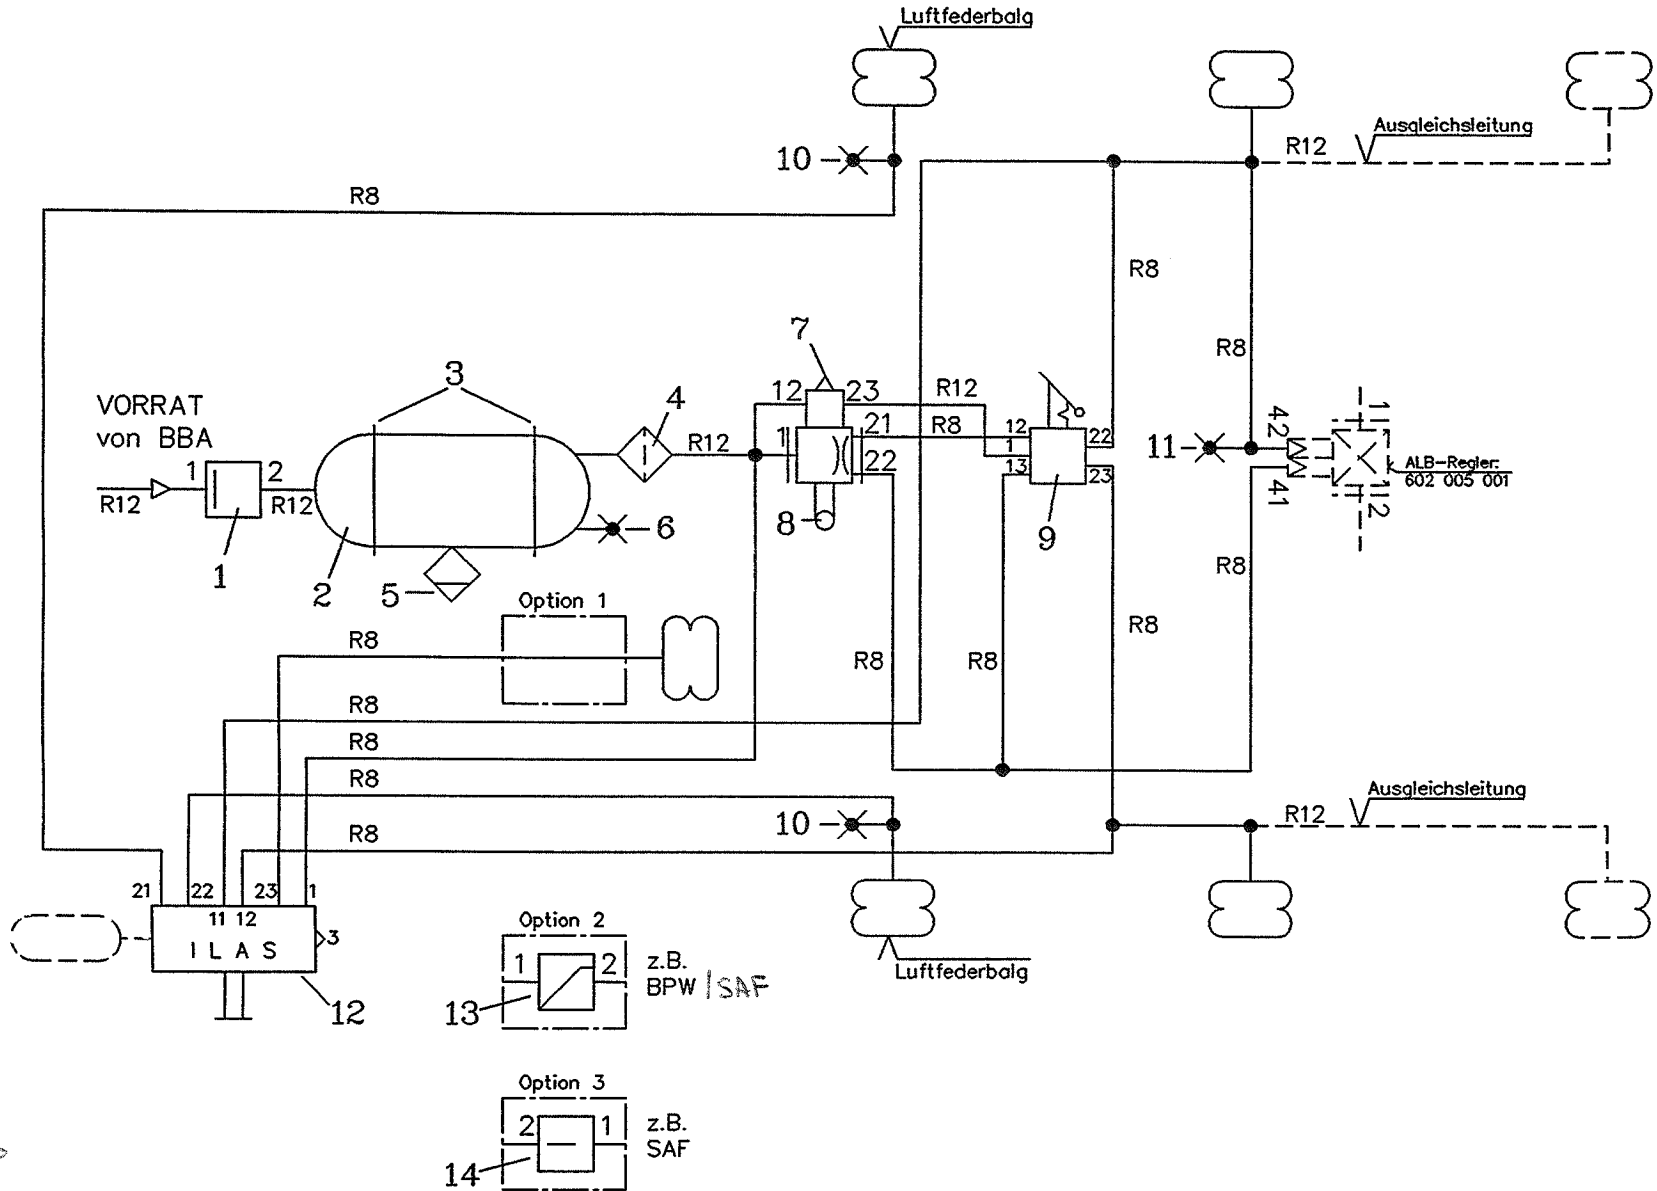 Luftfederbalg
Ausgleichsleitung
R12
10
R8
R8
R8
7
3
4
12
23
R12
VORRAT
von BBA
R12
1
21
R8
12
1
13
22
23
11
42
41
1
2
ALB-Regler:
602 005 001
1
2
R12
R12
22
8
6
9
1
2
5
Option 1
R8
R8
R8
R8
R8
R8
R8
R8
R8
Ausgleichsleitung
R12
10
21
22
23
1
11
12
ILAS
3
Luftfederbalg
12
Option 2
1
2
z.B.
BPW /SAF
13
Option 3
2
1
z.B.
SAF
14